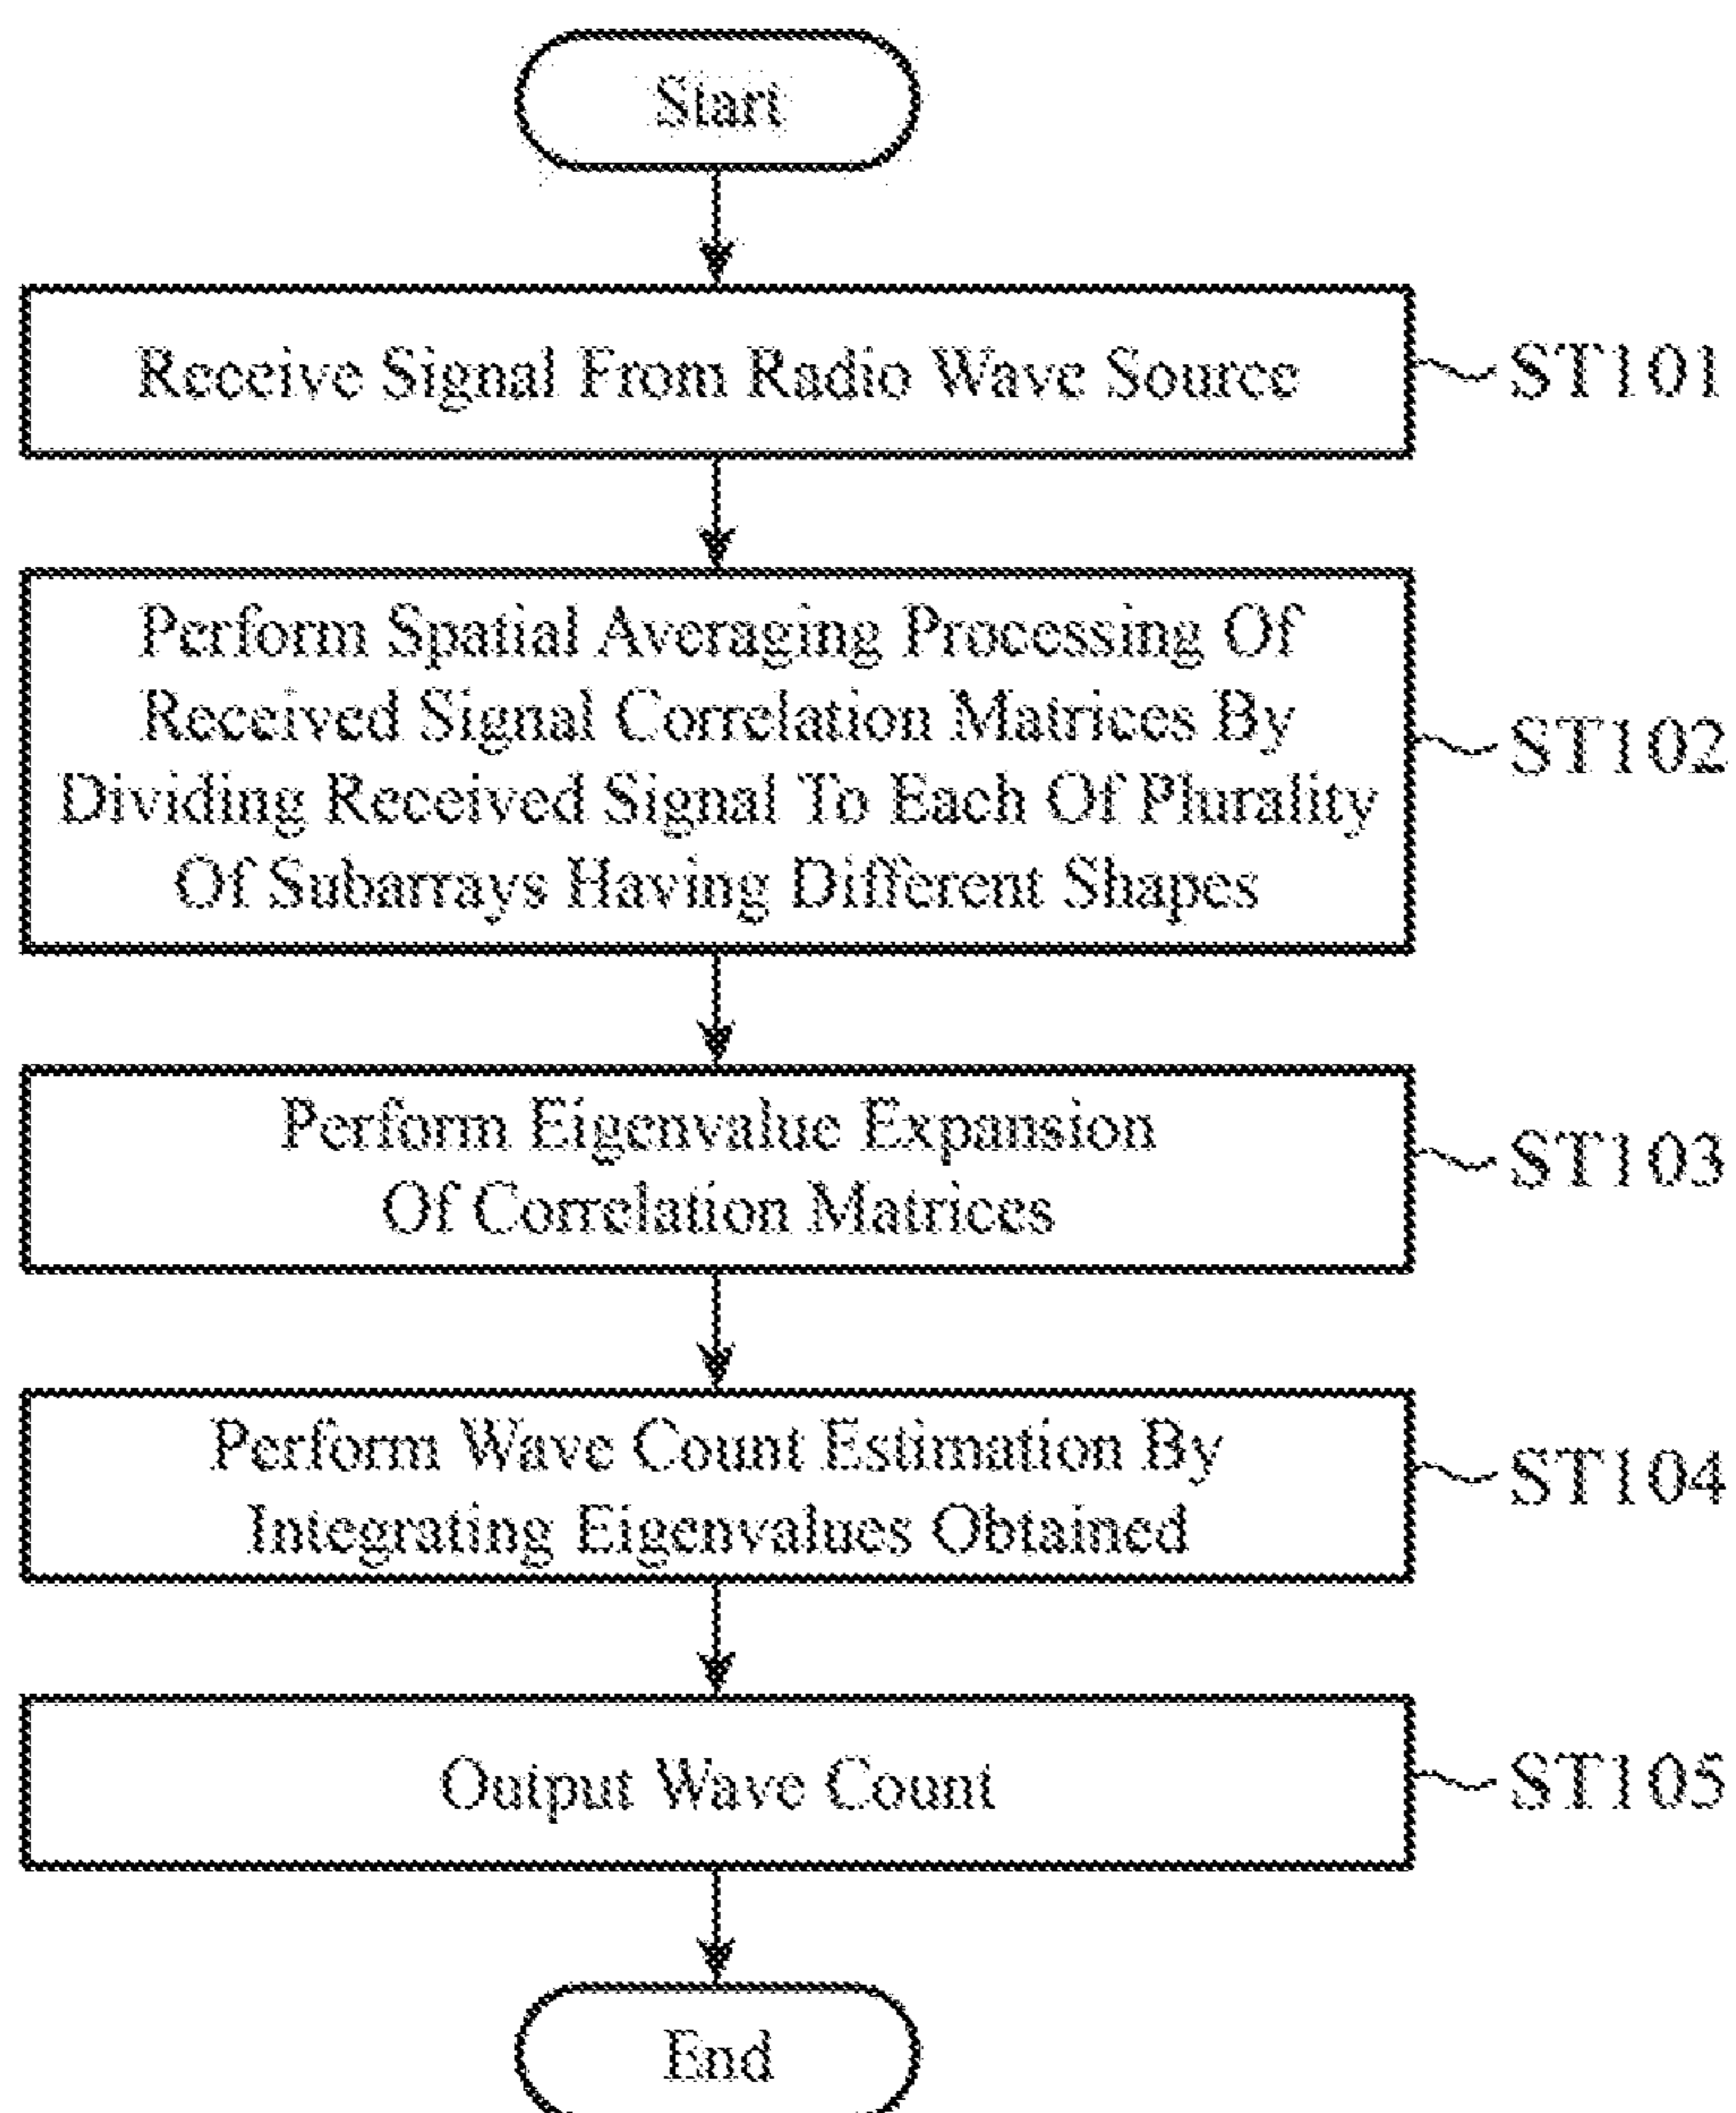 Start
Receive Signal From Radio Wave Source
ST101
Perform Spatial Averaging Processing Of
Received Signal Correlation Matrices By
Dividing Received Signal To Each Of Plurality
Of Subarrays Having Different Shapes
ST102
Perform Eigenvalue Expansion
Of Correlation Matrices
ST103
Perform Wave Count Estimation By
Integrating Eigenvalues Obtained
ST104
Output Wave Count
ST105
End